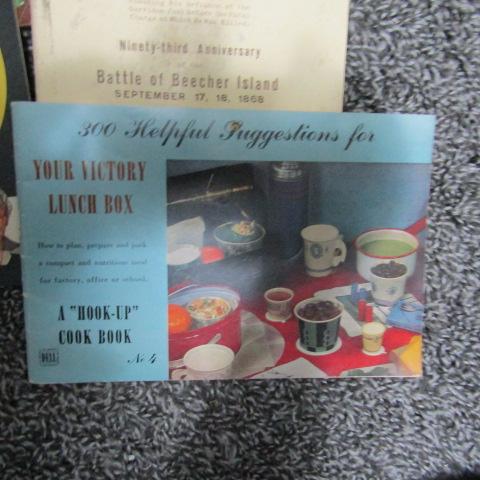 Ninety-third Anniversary
of the
Battle of Beecher Island
SEPTEMBER 17, 18, 1868
300 Helpful Suggestions for
YOUR VICTORY
LUNCH BOX
How to plan, prepare and pack
a compact and nutritious meal
for factory, office or school.
A "HOOK-UP"
COOK BOOK
DELL
No 4